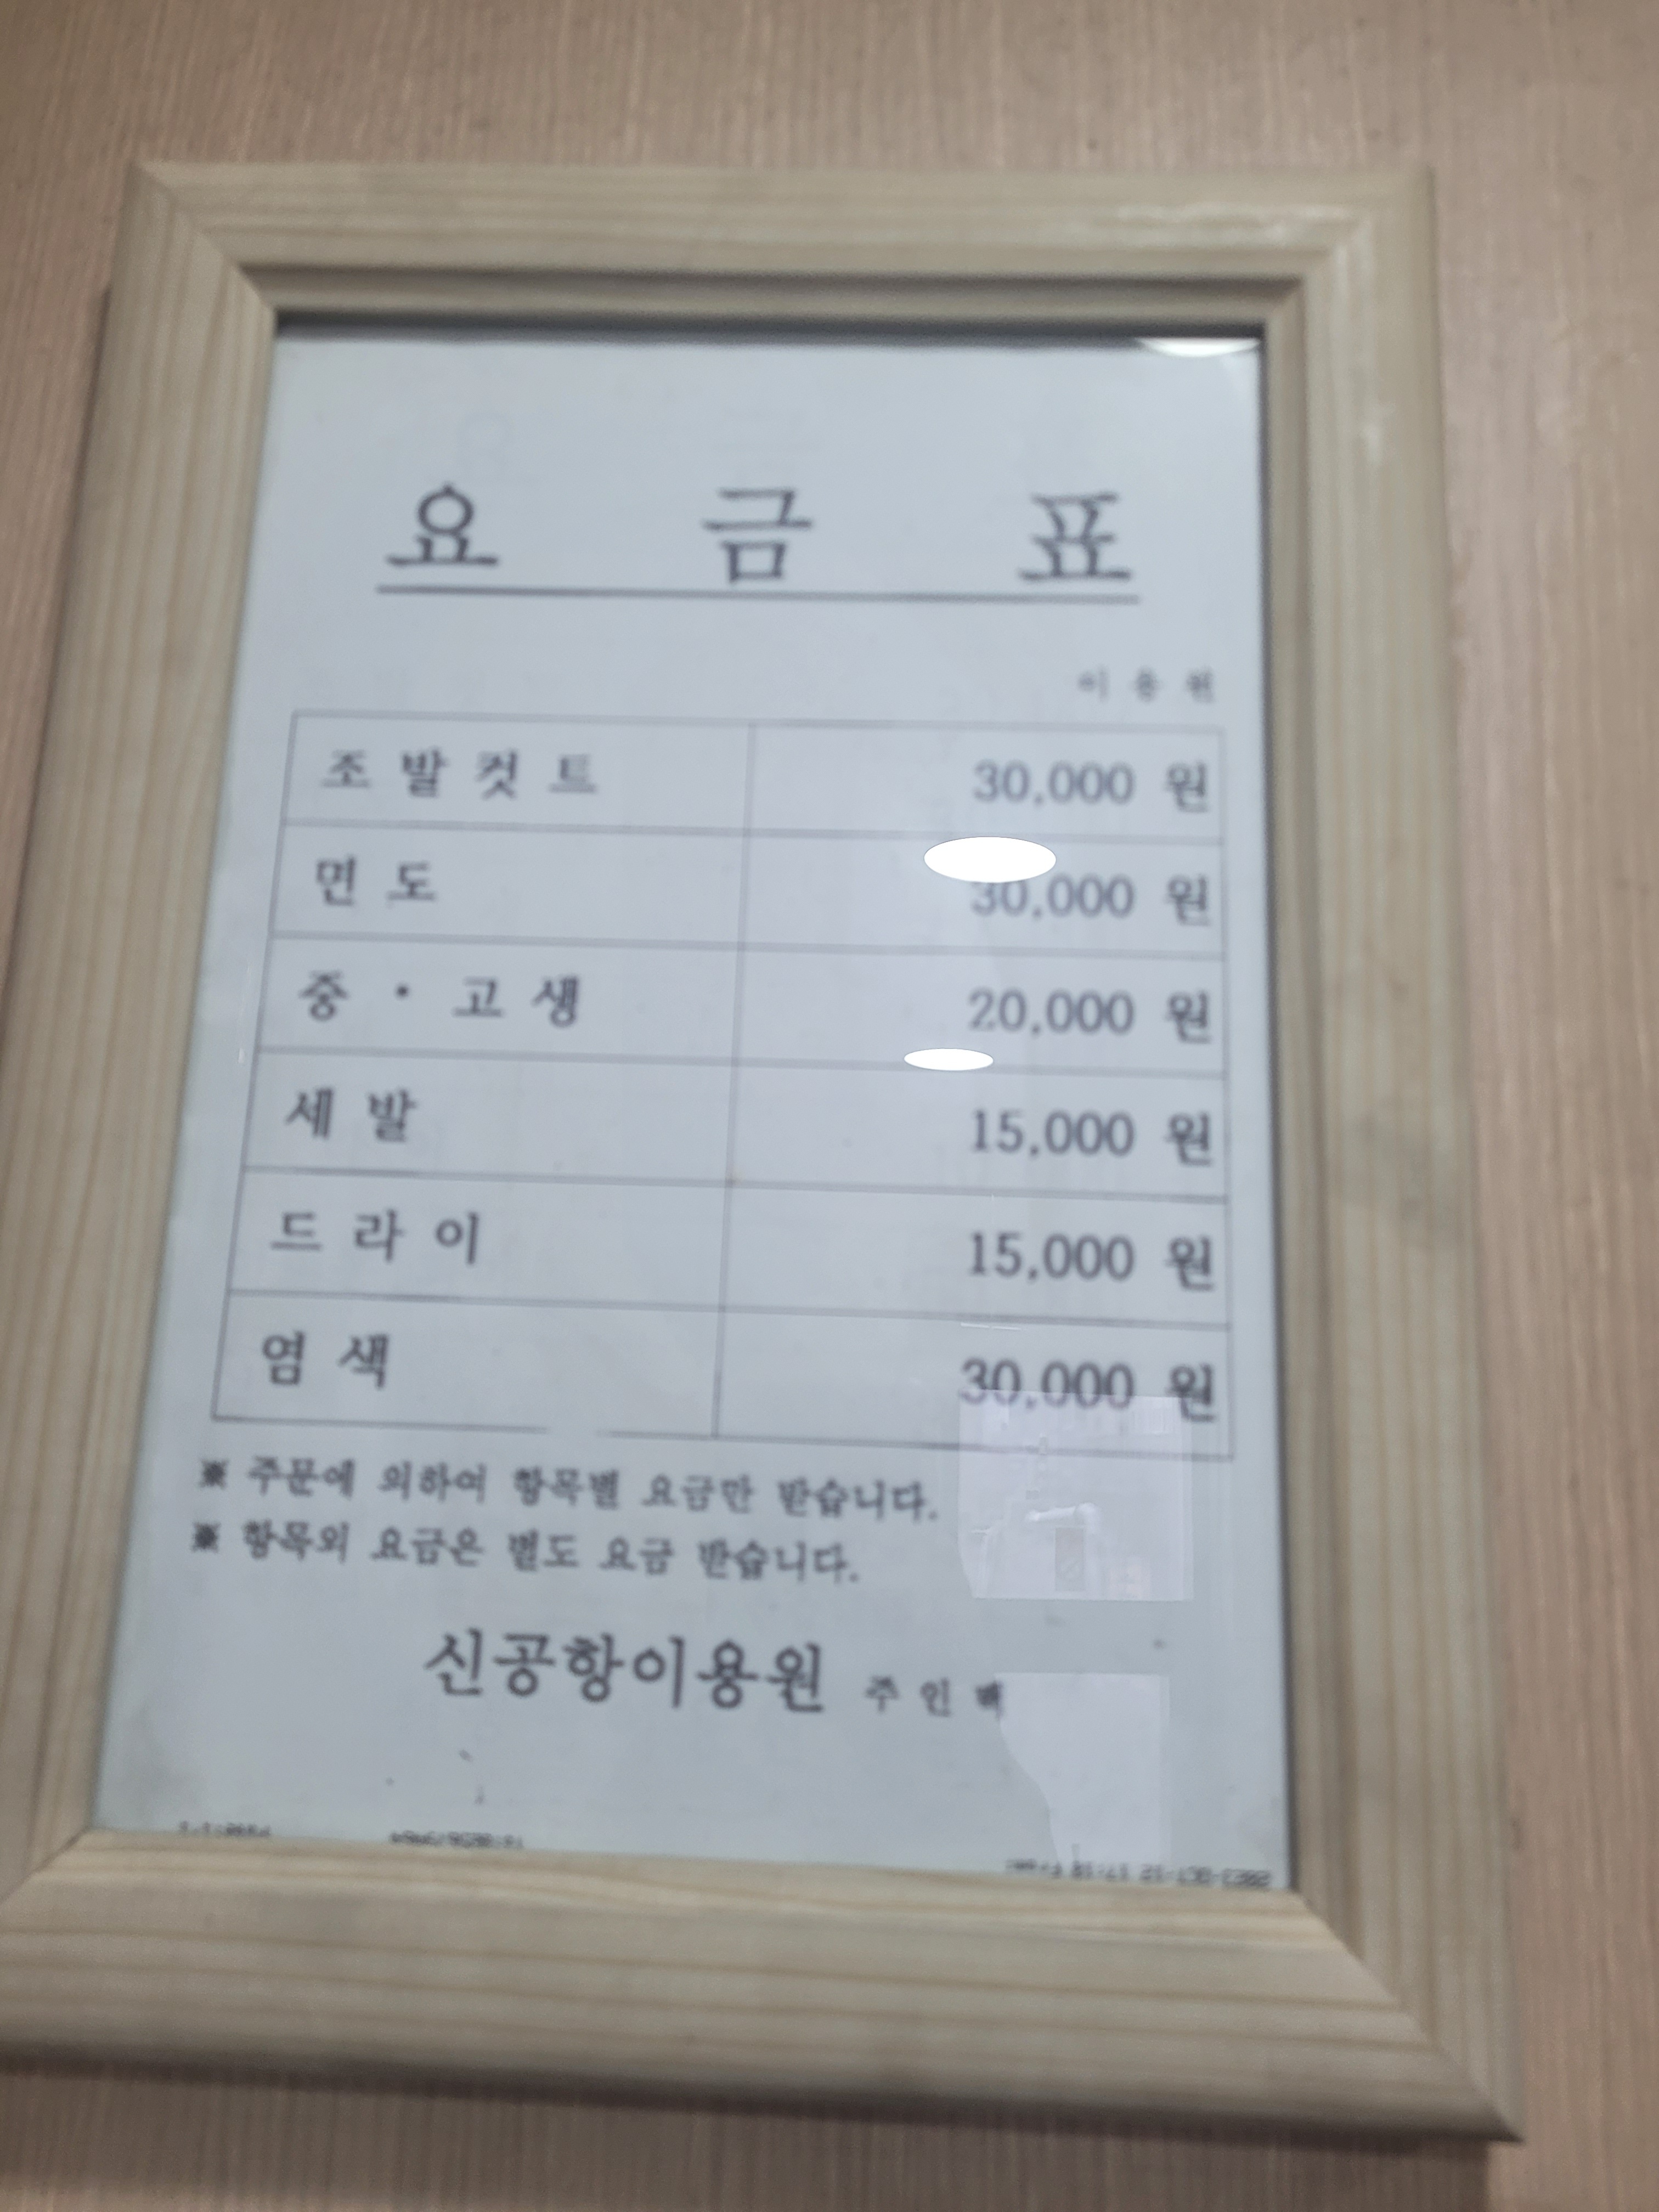 요 금 표
이 용 원
조 발 컷 트 30,000 원
면 도 30,000 원
중 · 고 생 20,000 원
세 발 15,000 원
드 라 이 15,000 원
염 색 30,000 원
※ 주문에 의하여 항목별 요금만 받습니다.
※ 항목외 요금은 별도 요금 받습니다.
신공항이용원 주 인 백